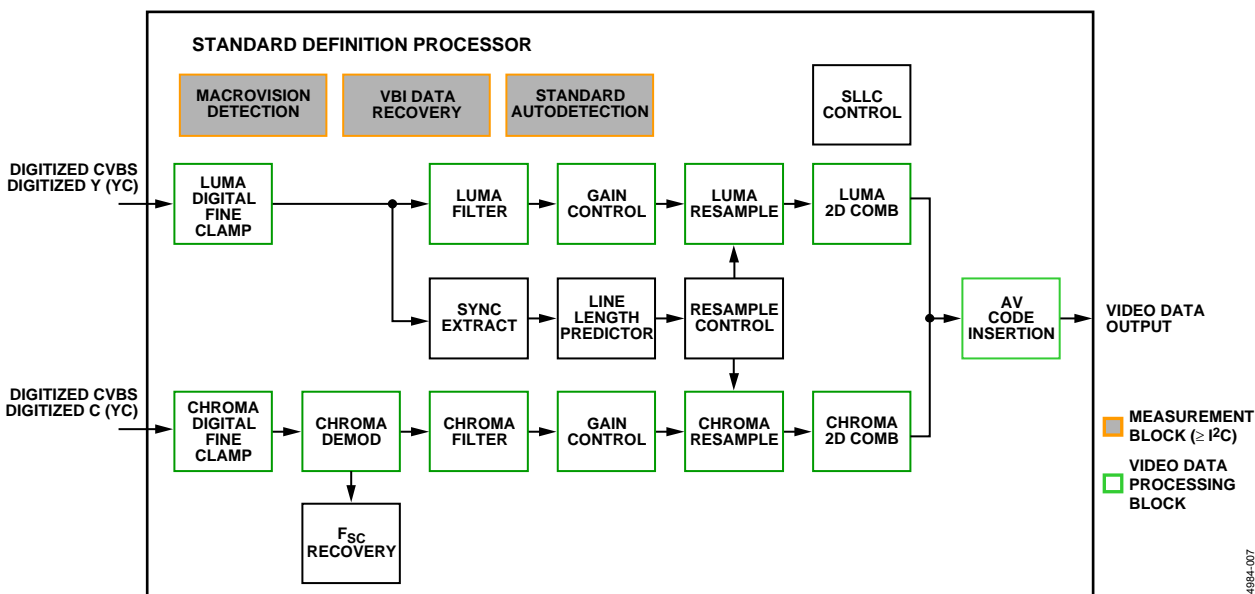 STANDARD DEFINITION PROCESSOR
MACROVISION
DETECTION
VBI DATA
RECOVERY
STANDARD
AUTODETECTION
SLLC
CONTROL
DIGITIZED CVBS
DIGITIZED Y (YC)
LUMA
DIGITAL
FINE
CLAMP
LUMA
FILTER
GAIN
CONTROL
LUMA
RESAMPLE
LUMA
2D COMB
SYNC
EXTRACT
LINE
LENGTH
PREDICTOR
RESAMPLE
CONTROL
AV
CODE
INSERTION
VIDEO DATA
OUTPUT
DIGITIZED CVBS
DIGITIZED C (YC)
CHROMA
DIGITAL
FINE
CLAMP
CHROMA
DEMOD
CHROMA
FILTER
GAIN
CONTROL
CHROMA
RESAMPLE
CHROMA
2D COMB
FSC
RECOVERY
MEASUREMENT
BLOCK (≥ I²C)
VIDEO DATA
PROCESSING
BLOCK
4984-007